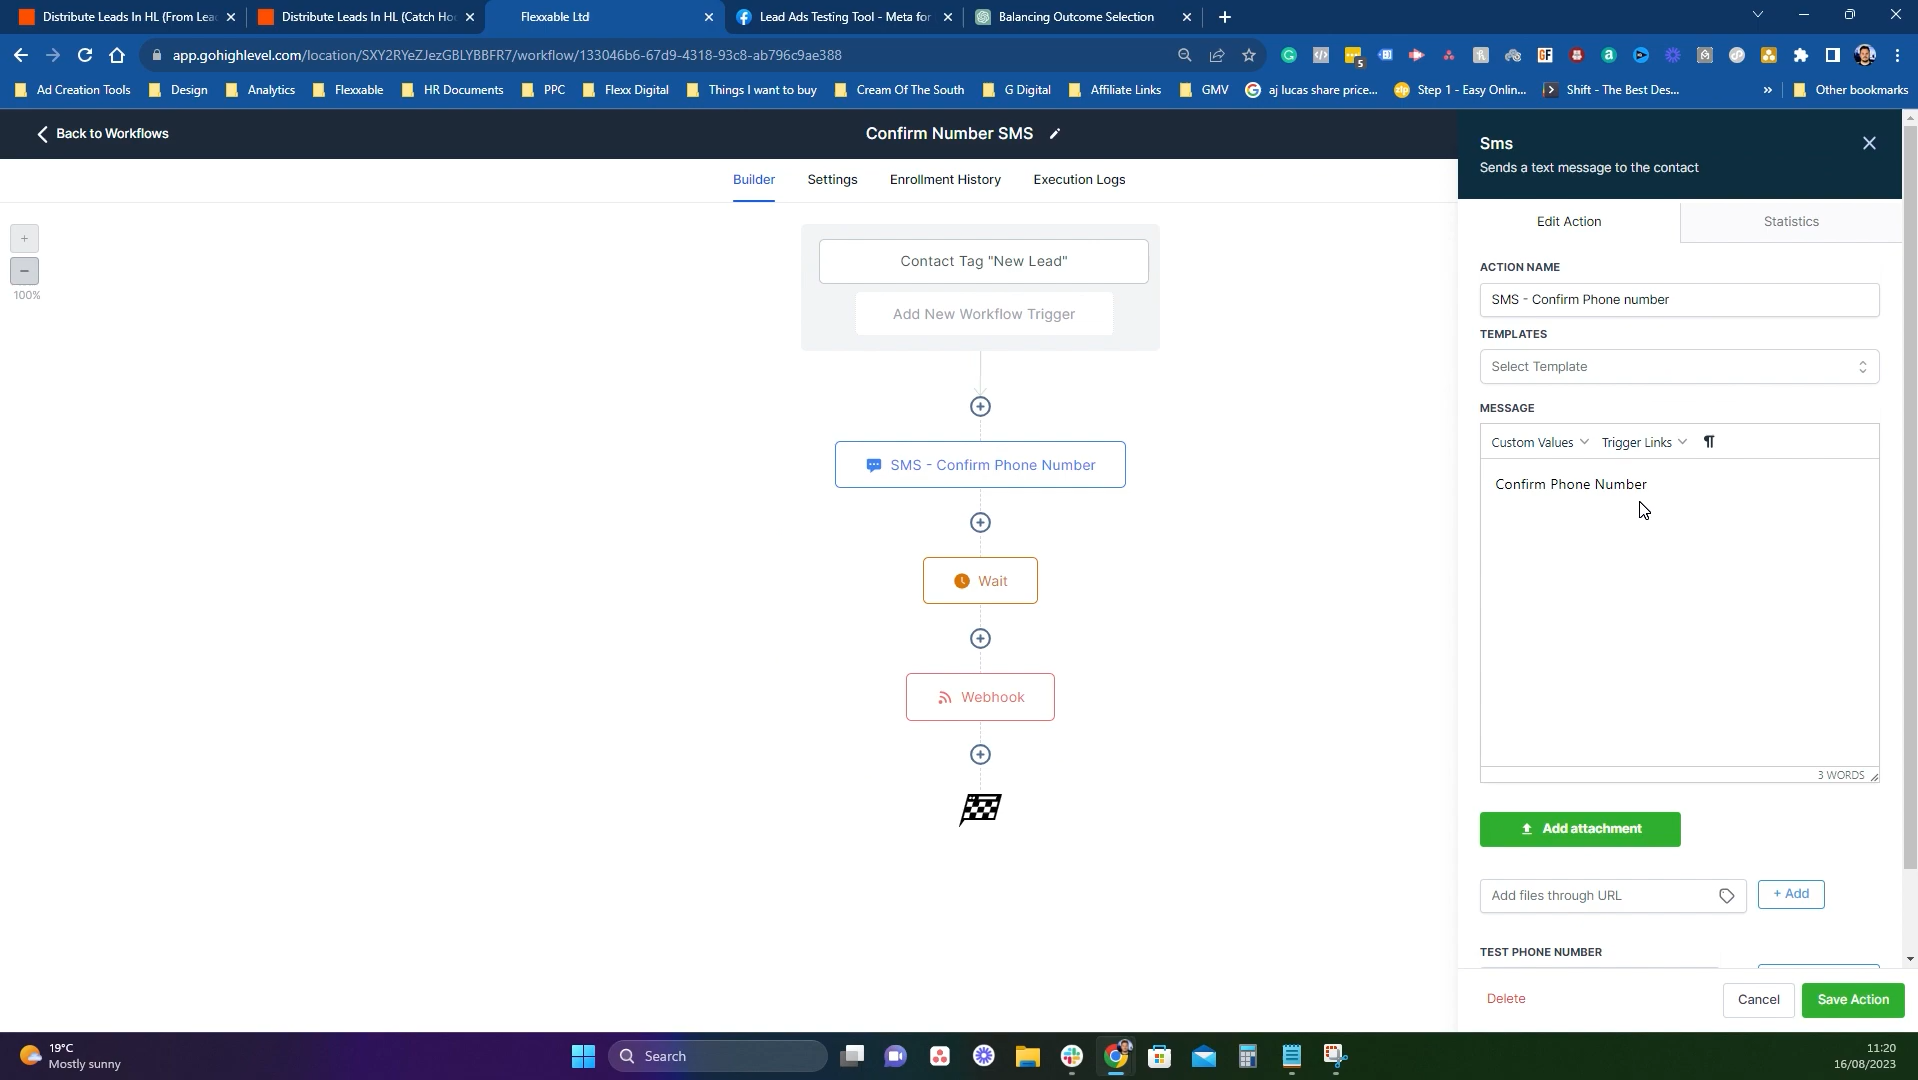 Distribute Leads In HL (From Lea
Distribute Leads In HL (Catch Ho
Flexxable Ltd
Lead Ads Testing Tool - Meta for
Balancing Outcome Selection
app.gohighlevel.com/location/SXY2RYeZJezGBLYBBFR7/workflow/133046b6-67d9-4318-93c8-ab796c9ae388
5
Ad Creation Tools
Design
Analytics
Flexxable
HR Documents
PPC
Flexx Digital
Things I want to buy
Cream Of The South
G Digital
Affiliate Links
GMV
aj lucas share price...
Step 1 - Easy Onlin...
Shift - The Best Des...
»
Other bookmarks
Back to Workflows
Confirm Number SMS
Builder
Settings
Enrollment History
Execution Logs
+
−
100%
Contact Tag "New Lead"
Add New Workflow Trigger
SMS - Confirm Phone Number
Wait
Webhook
Sms
Sends a text message to the contact
Edit Action
Statistics
ACTION NAME
SMS - Confirm Phone number
TEMPLATES
Select Template
MESSAGE
Custom Values
Trigger Links
¶
Confirm Phone Number
3 WORDS
Add attachment
Add files through URL
+ Add
TEST PHONE NUMBER
Delete
Cancel
Save Action
19°C
Mostly sunny
Search
11:20
16/08/2023